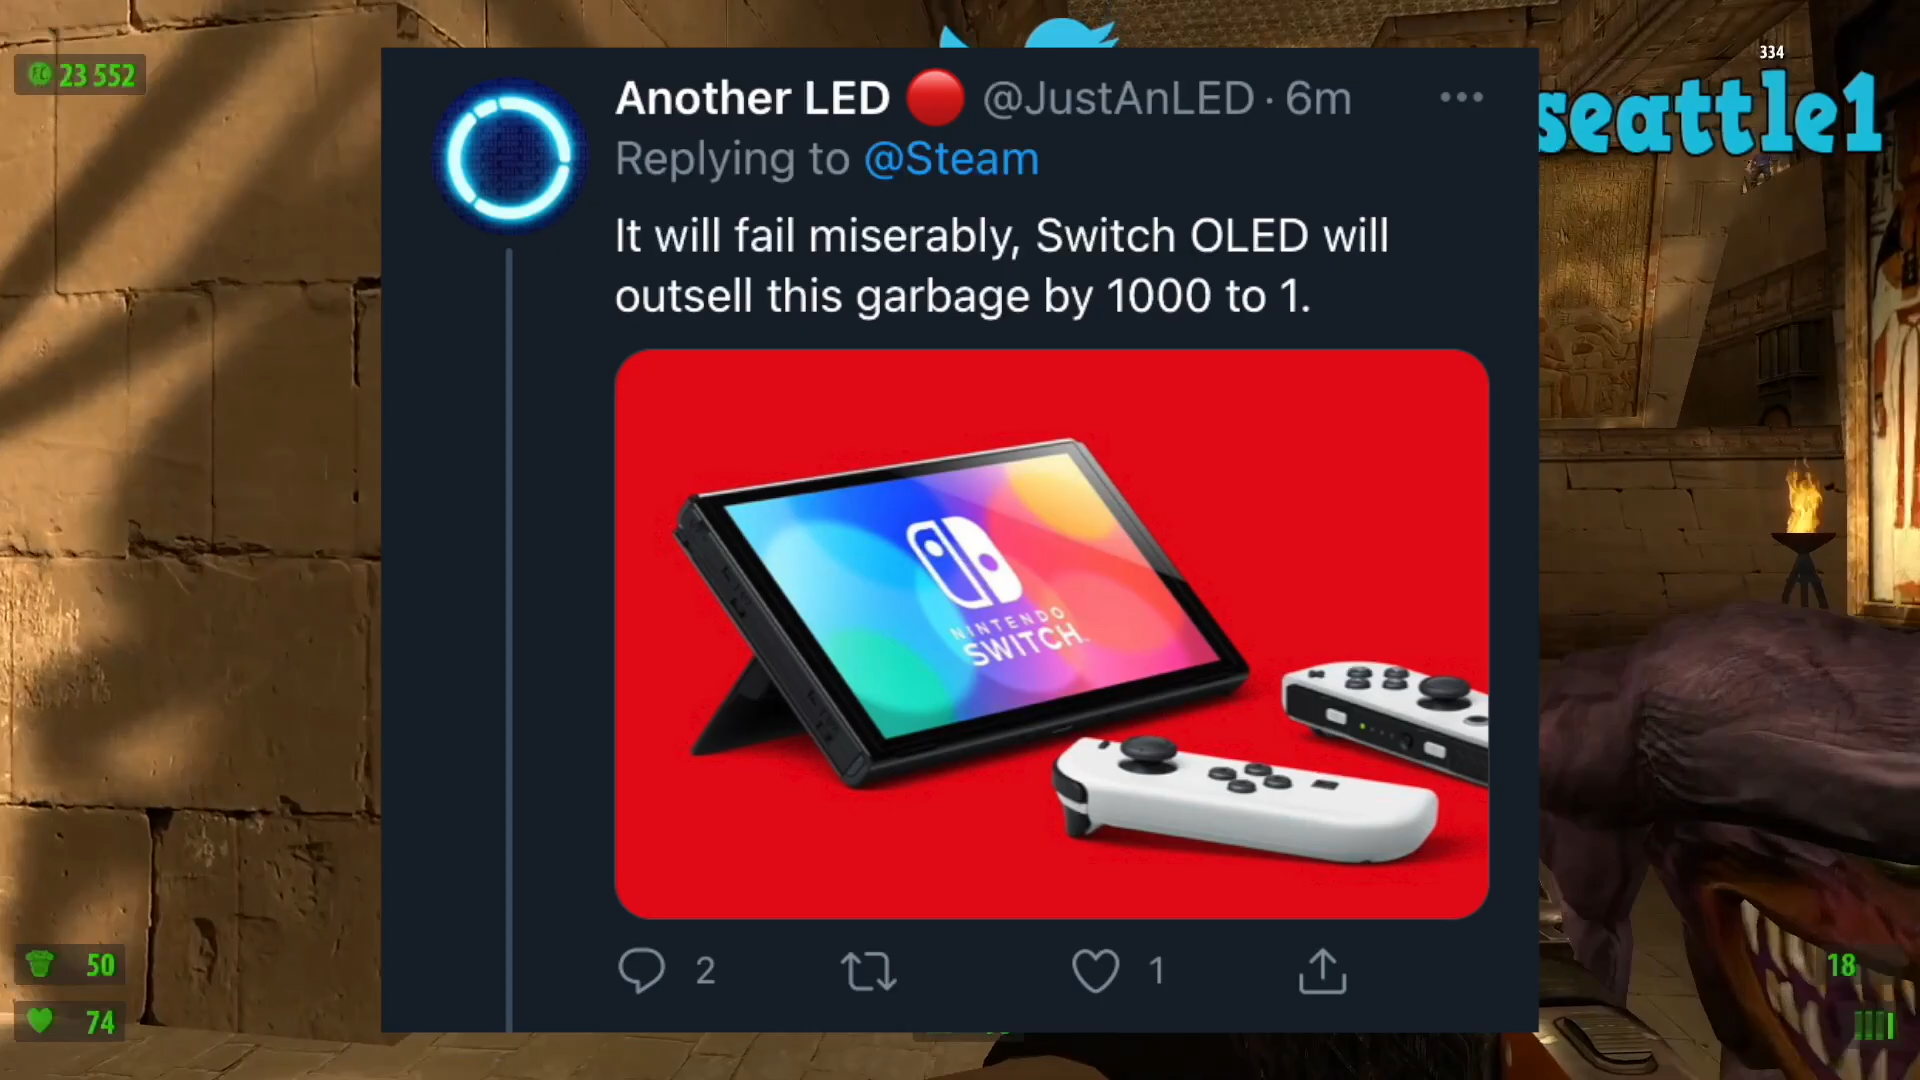 334
23 552
seattle1
Another LED 🔴 @JustAnLED · 6m
Replying to @Steam
It will fail miserably, Switch OLED will
outsell this garbage by 1000 to 1.
NINTENDO
SWITCH
2
1
50
74
18